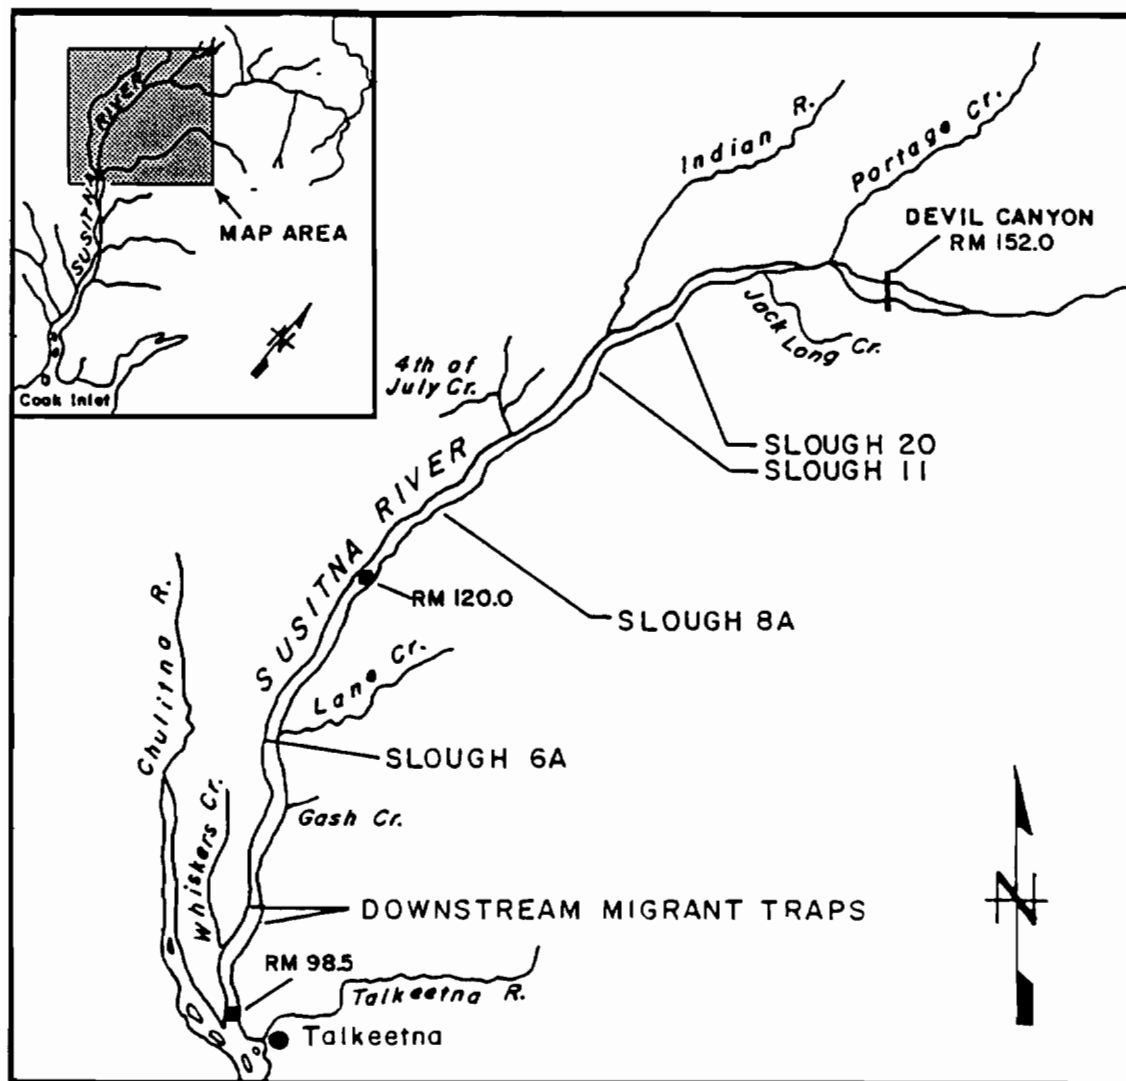 SUSITNA RIVER
MAP AREA
Cook Inlet
Indian R.
Portage Cr.
DEVIL CANYON
RM 152.0
Jack Long Cr.
4th of
July Cr.
SLOUGH 20
SLOUGH 11
SUSITNA RIVER
RM 120.0
SLOUGH 8A
Chulitna R.
Lane Cr.
SLOUGH 6A
Whiskers Cr.
Gash Cr.
DOWNSTREAM MIGRANT TRAPS
RM 98.5
Talkeetna R.
Talkeetna
N